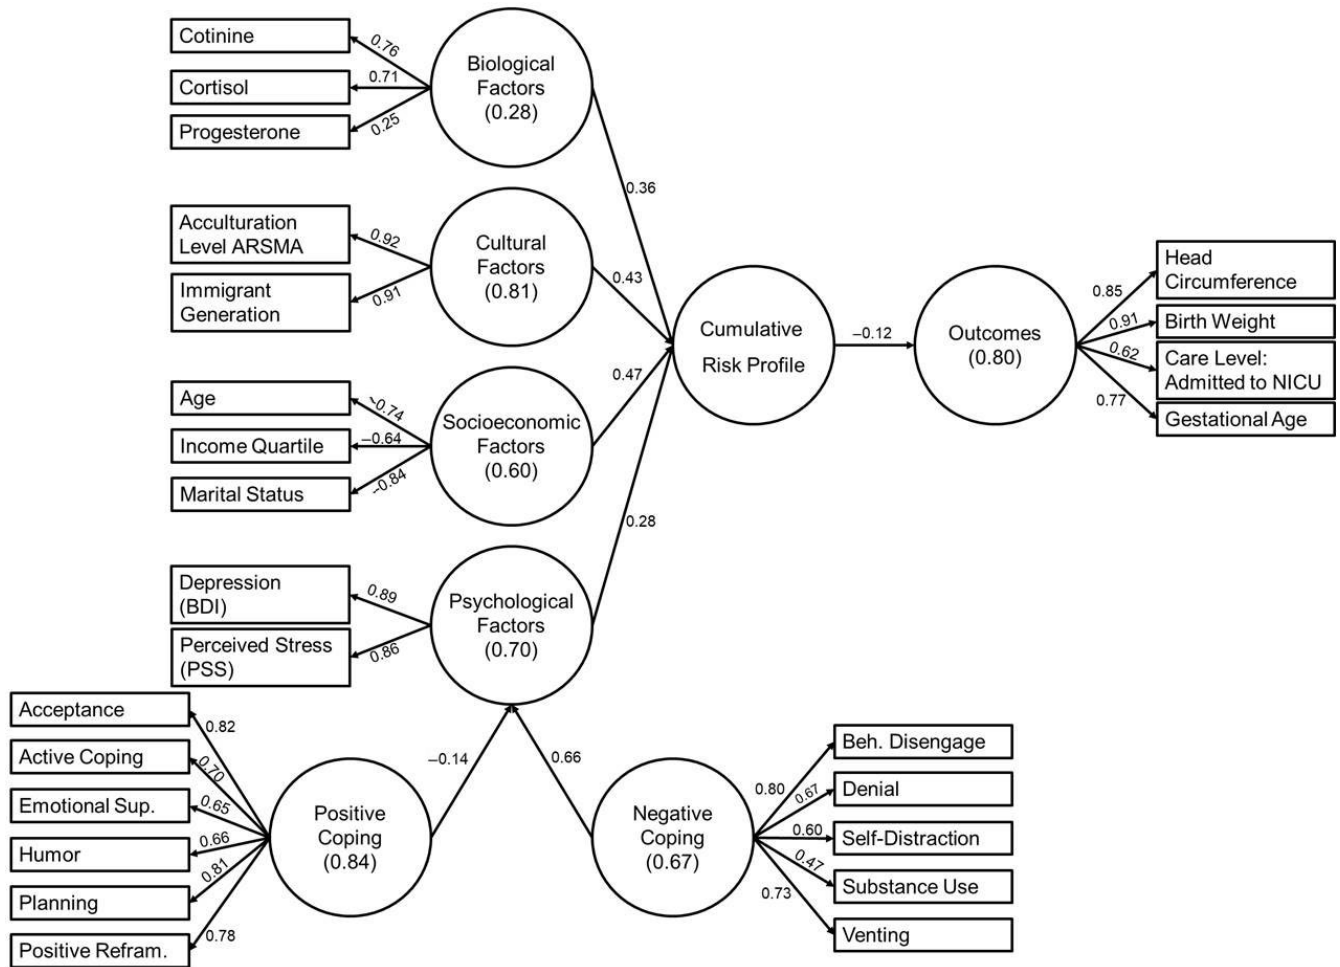 Cotinine
0.76
Cortisol
0.71
Progesterone
0.25
Biological
Factors
(0.28)
0.36
Acculturation
Level ARSMA
0.92
Immigrant
Generation
0.91
Cultural
Factors
(0.81)
0.43
Age
~0.74
Income Quartile
–0.64
Marital Status
-0.84
Socioeconomic
Factors
(0.60)
0.47
Depression
(BDI)
0.89
Perceived Stress
(PSS)
0.86
Psychological
Factors
(0.70)
0.28
Cumulative
Risk Profile
–0.12
Outcomes
(0.80)
0.85
Head
Circumference
0.91
Birth Weight
0.62
Care Level:
Admitted to NICU
0.77
Gestational Age
Acceptance
0.82
Active Coping
0.70
Emotional Sup.
0.65
Humor
0.66
Planning
0.81
Positive Refram.
0.78
Positive
Coping
(0.84)
–0.14
0.66
Negative
Coping
(0.67)
0.80
Beh. Disengage
0.67
Denial
0.60
Self-Distraction
0.47
Substance Use
0.73
Venting